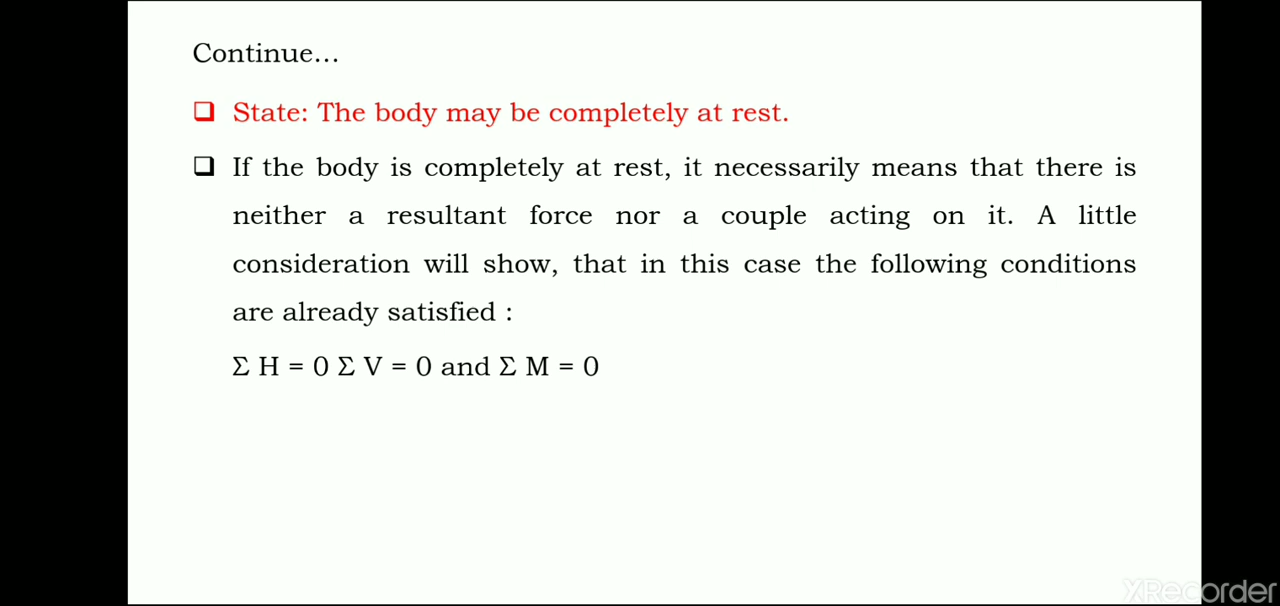 Continue…
❑ State: The body may be completely at rest.
❑ If the body is completely at rest, it necessarily means that there is
neither a resultant force nor a couple acting on it. A little
consideration will show, that in this case the following conditions
are already satisfied :
Σ H = 0 Σ V = 0 and Σ M = 0
XRecorder